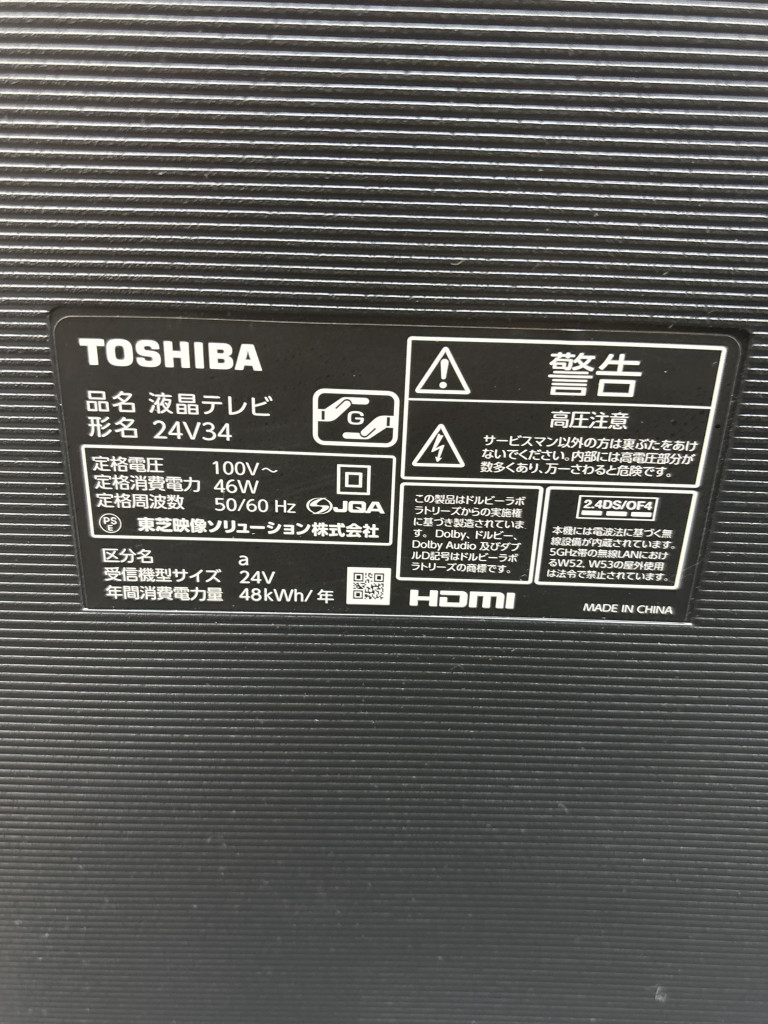 TOSHIBA
品名 液晶テレビ
形名 24V34
G
定格電圧 100V～
定格消費電力 46W
定格周波数 50/60 Hz
JQA
PS
E
東芝映像ソリューション株式会社
区分名 a
受信機型サイズ 24V
年間消費電力量 48kWh/年
警告
高圧注意
サービスマン以外の方は裏ぶたをあけ
ないでください。内部には高電圧部分が
数多くあり、万一さわると危険です。
この製品はドルビーラボ
ラトリーズからの実施権
に基づき製造されていま
す。Dolby、ドルビー、
Dolby Audio 及びダブ
ルD記号はドルビーラボ
ラトリーズの商標です。
2.4DS/OF4
本機には電波法に基づく無
線設備が内蔵されています。
5GHz帯の無線LANにおけ
るW52、W53の屋外使用
は法令で禁止されています。
HDMI
MADE IN CHINA